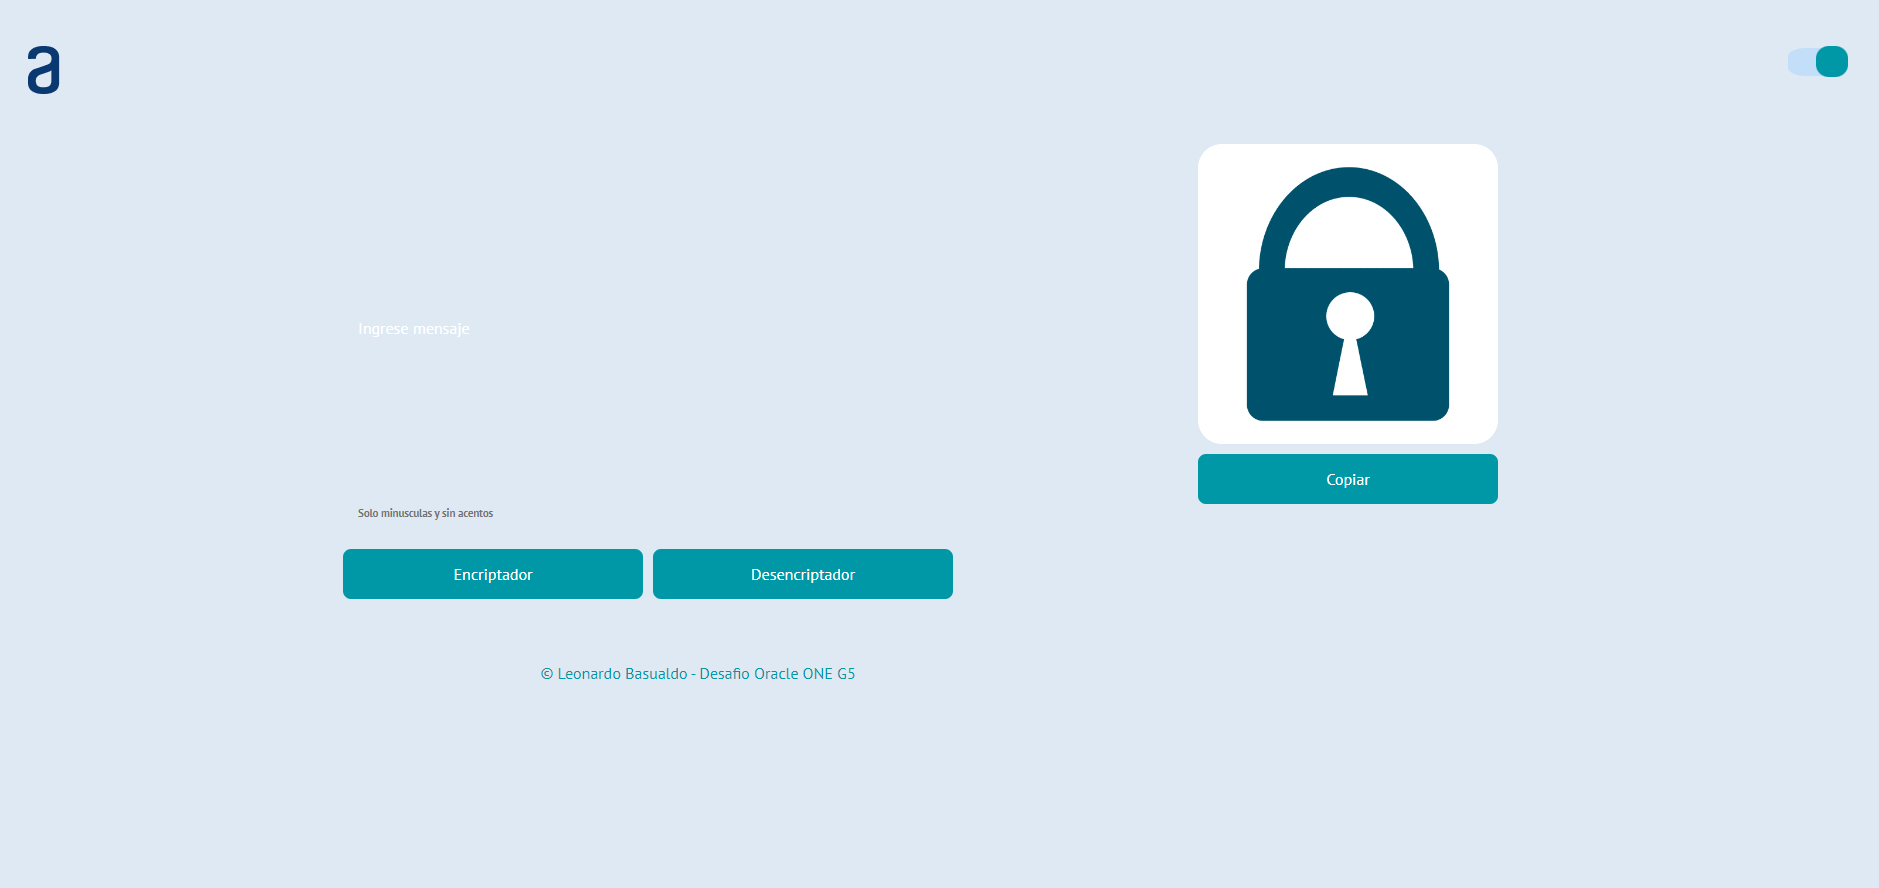 a
Ingrese mensaje
Solo minusculas y sin acentos
Encriptador
Desencriptador
Copiar
© Leonardo Basualdo - Desafio Oracle ONE G5